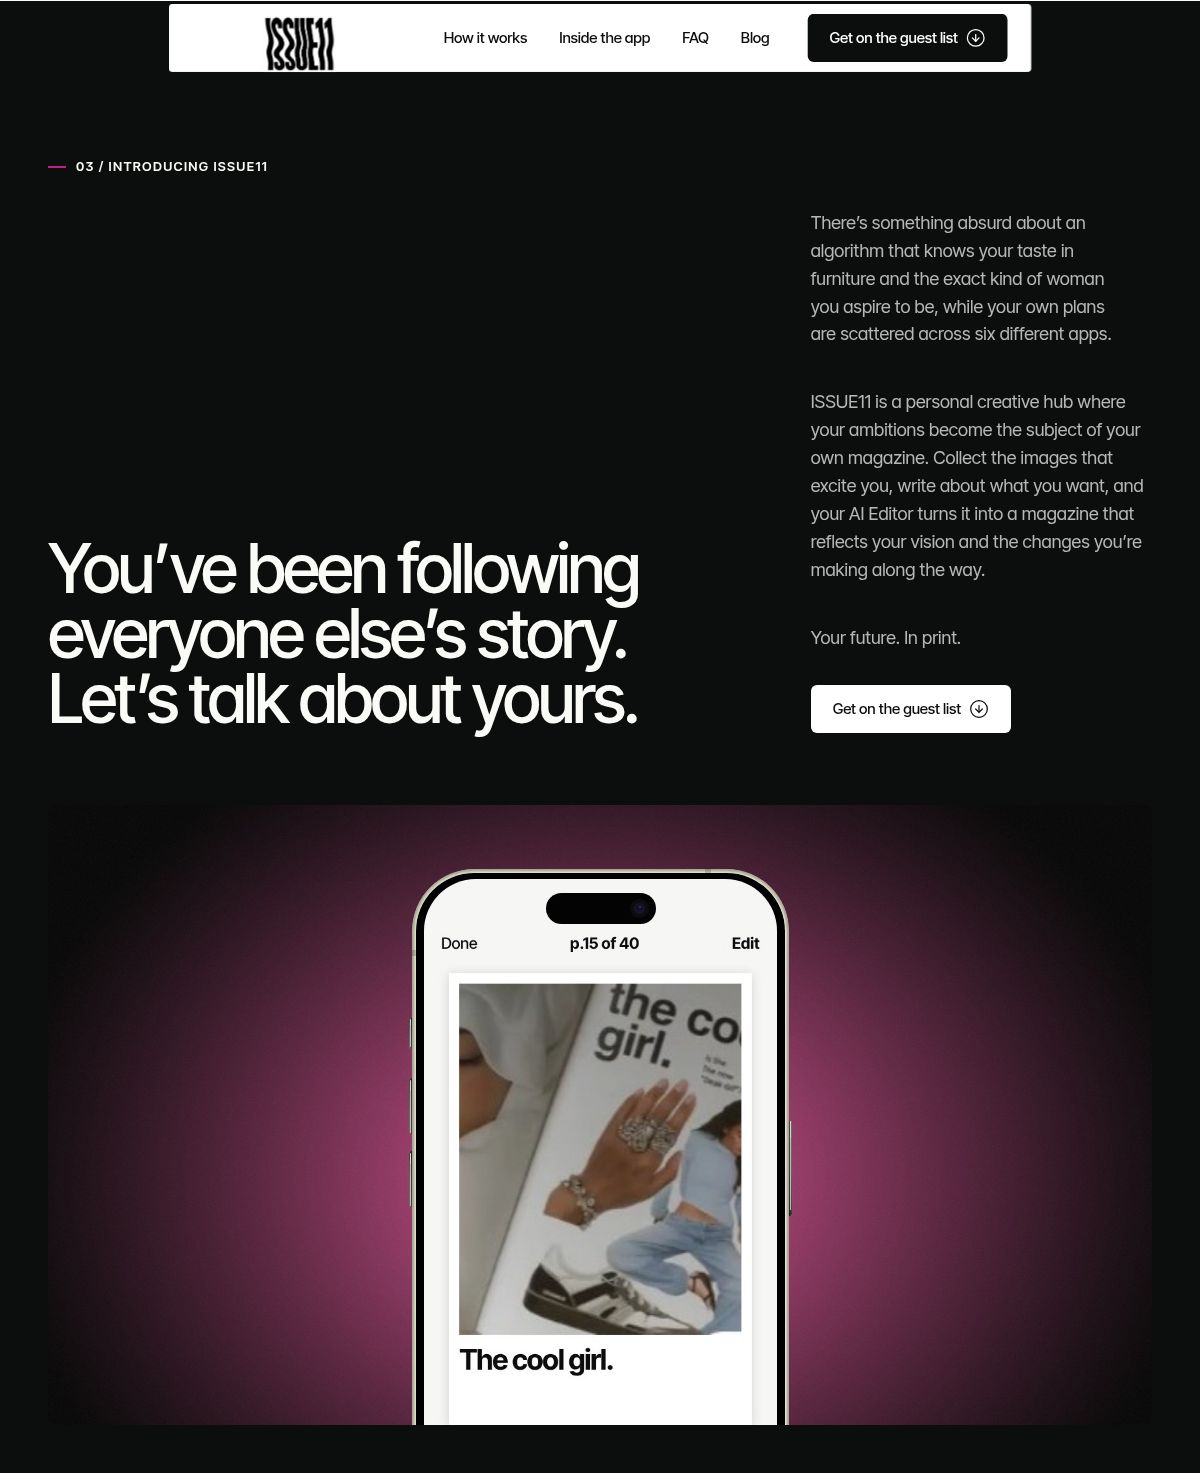 ISSUE11
How it works
Inside the app
FAQ
Blog
Get on the guest list
03 / INTRODUCING ISSUE11
You’ve been following
everyone else’s story.
Let’s talk about yours.
There’s something absurd about an
algorithm that knows your taste in
furniture and the exact kind of woman
you aspire to be, while your own plans
are scattered across six different apps.
ISSUE11 is a personal creative hub where
your ambitions become the subject of your
own magazine. Collect the images that
excite you, write about what you want, and
your AI Editor turns it into a magazine that
reflects your vision and the changes you’re
making along the way.
Your future. In print.
Get on the guest list
Done
p.15 of 40
Edit
the co
girl.
The cool girl.